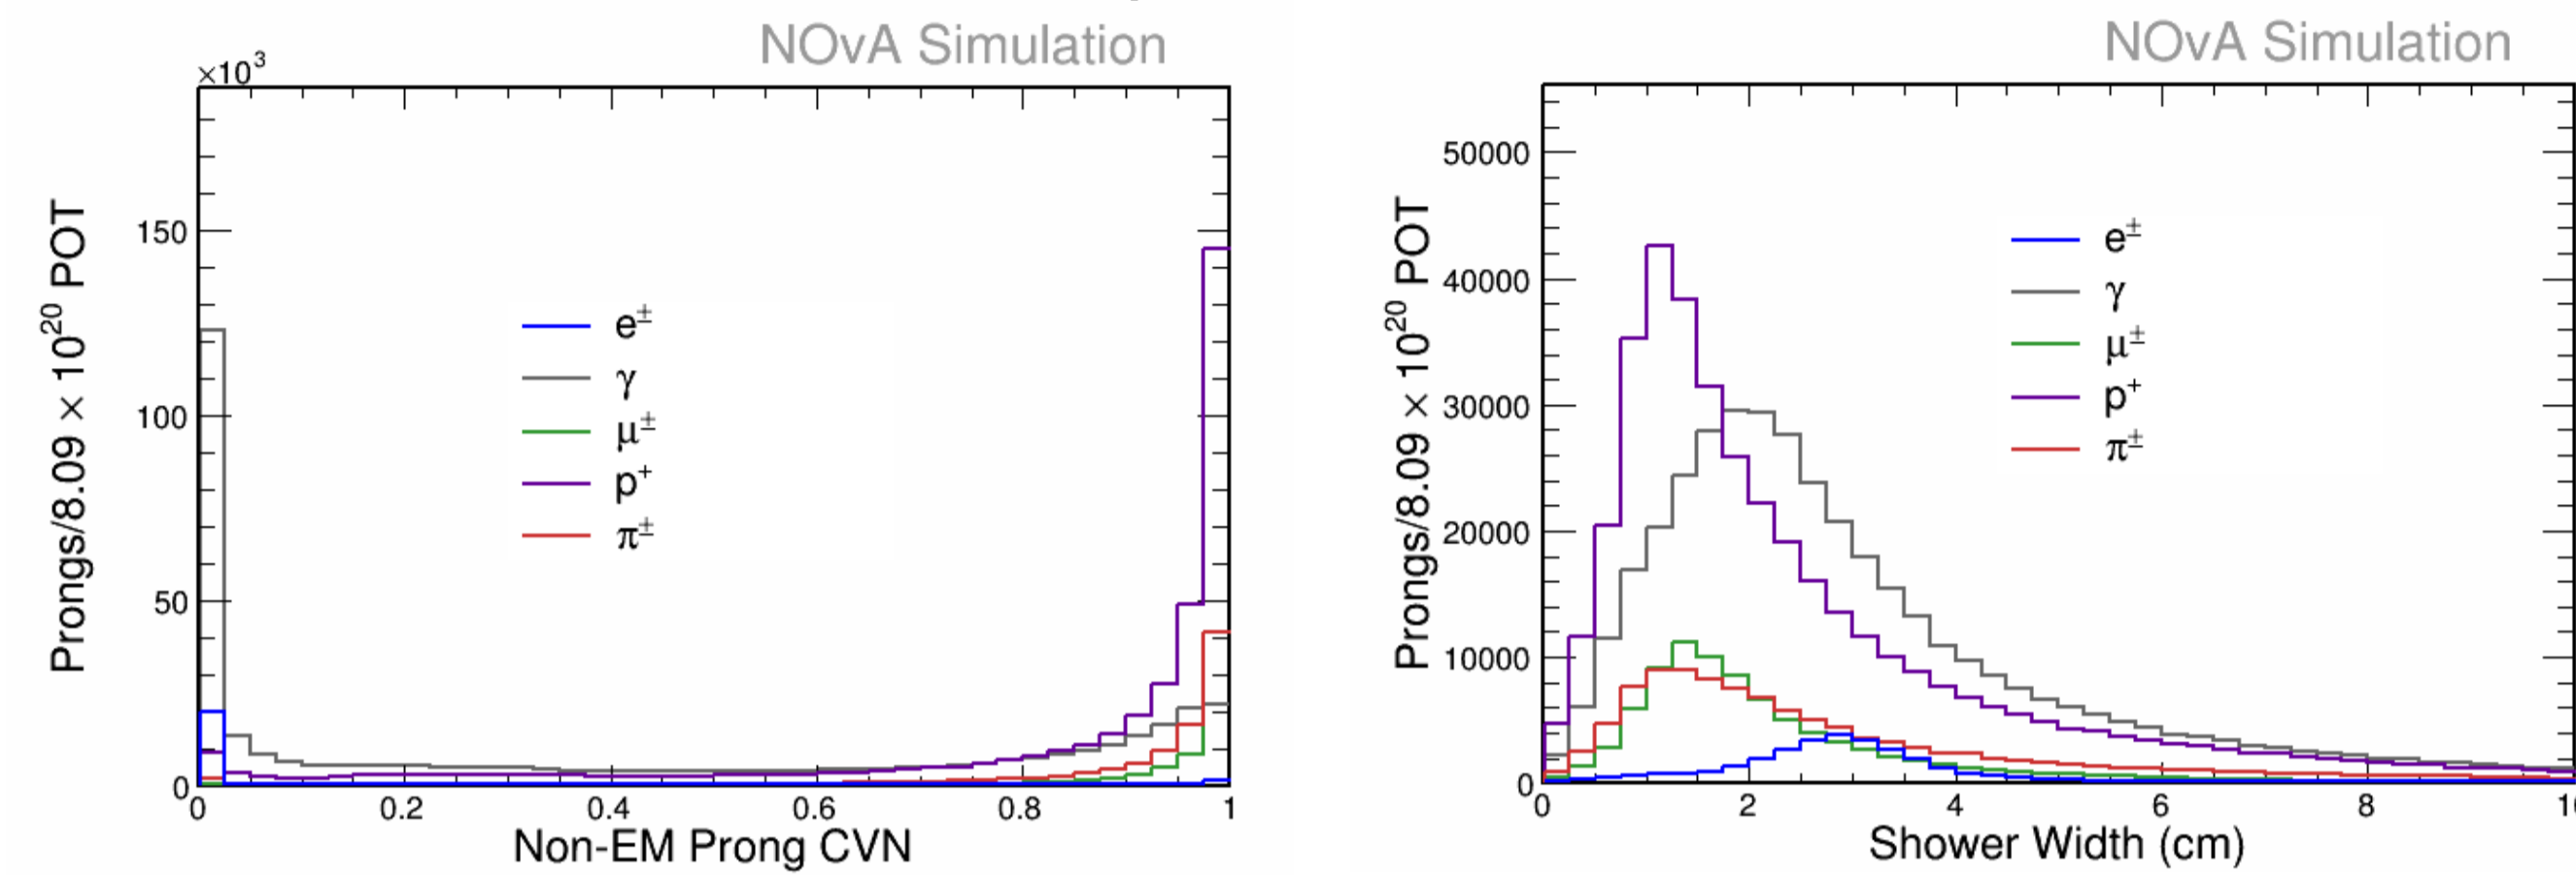 NOvA Simulation
×10³
150
100
50
0
0 0.2 0.4 0.6 0.8 1
Non-EM Prong CVN
Prongs/8.09 × 10²⁰ POT
e±
γ
μ±
p⁺
π±
NOvA Simulation
50000
40000
30000
20000
10000
0
0 2 4 6 8
Shower Width (cm)
Prongs/8.09 × 10²⁰ POT
e±
γ
μ±
p⁺
π±